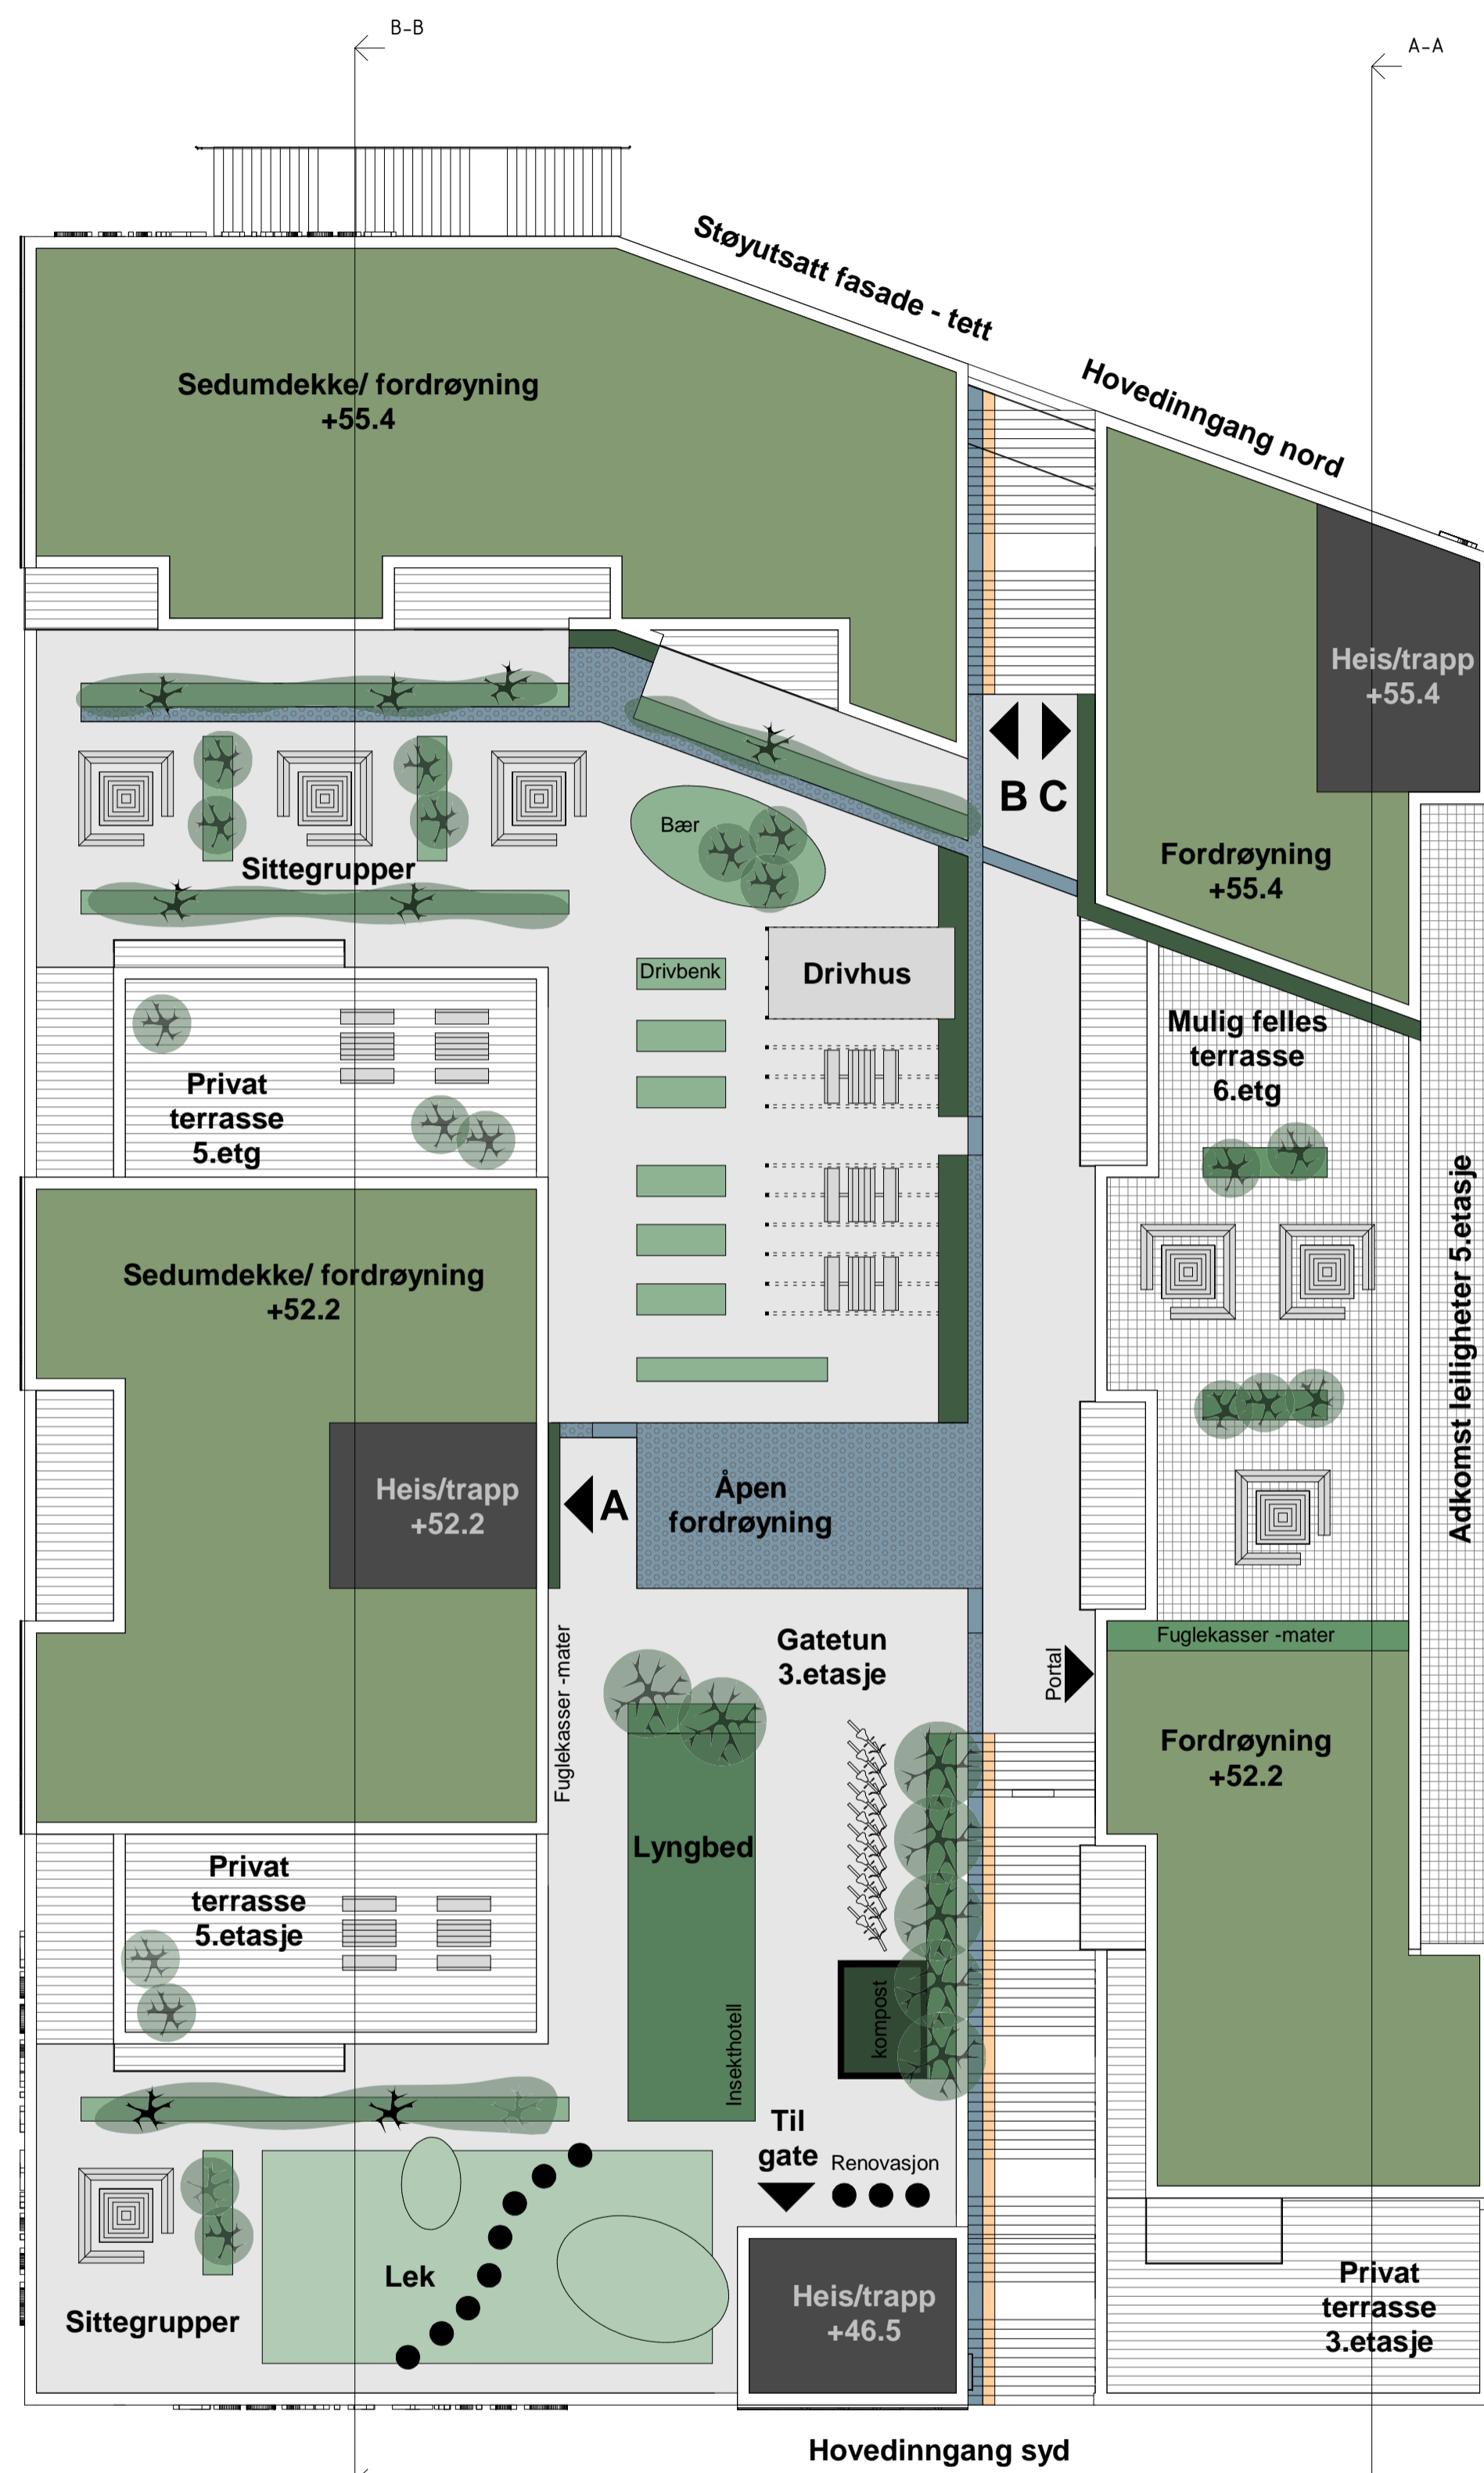 B-B
A-A
Støyutsatt fasade - tett
Hovedinngang nord
Sedumdekke/ fordrøyning
+55.4
Heis/trapp
+55.4
B C
Bær
Fordrøyning
+55.4
Sittegrupper
Drivbenk
Drivhus
Mulig felles
terrasse
6.etg
Privat
terrasse
5.etg
Adkomst leiligheter 5.etasje
Sedumdekke/ fordrøyning
+52.2
Heis/trapp
+52.2
A
Åpen
fordrøyning
Fuglekasser -mater
Gatetun
3.etasje
Portal
Fuglekasser -mater
Fordrøyning
+52.2
Lyngbed
Privat
terrasse
5.etasje
Insekthotell
kompost
Til
gate
Renovasjon
Lek
Sittegrupper
Heis/trapp
+46.5
Privat
terrasse
3.etasje
Hovedinngang syd